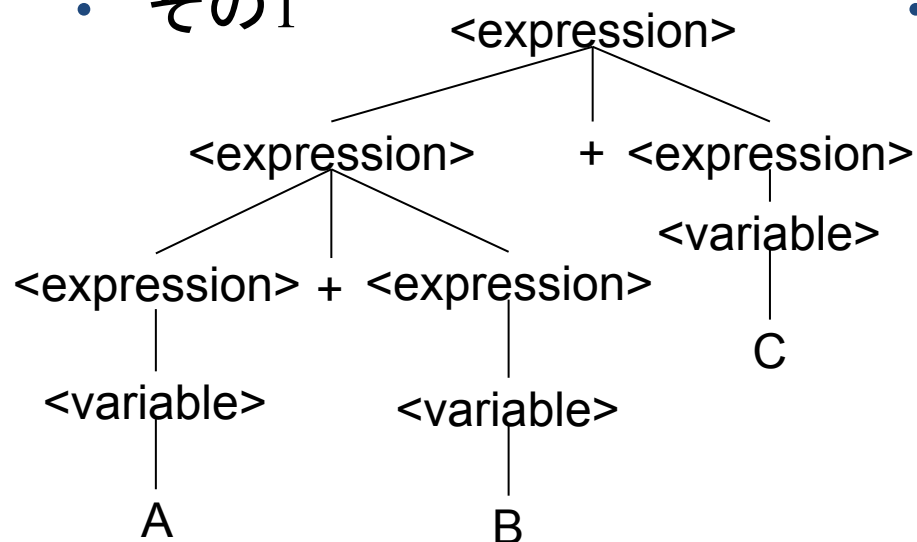 • その1
<expression>
<expression> + <expression>
<variable>
<expression> + <expression>
C
<variable> <variable>
A B